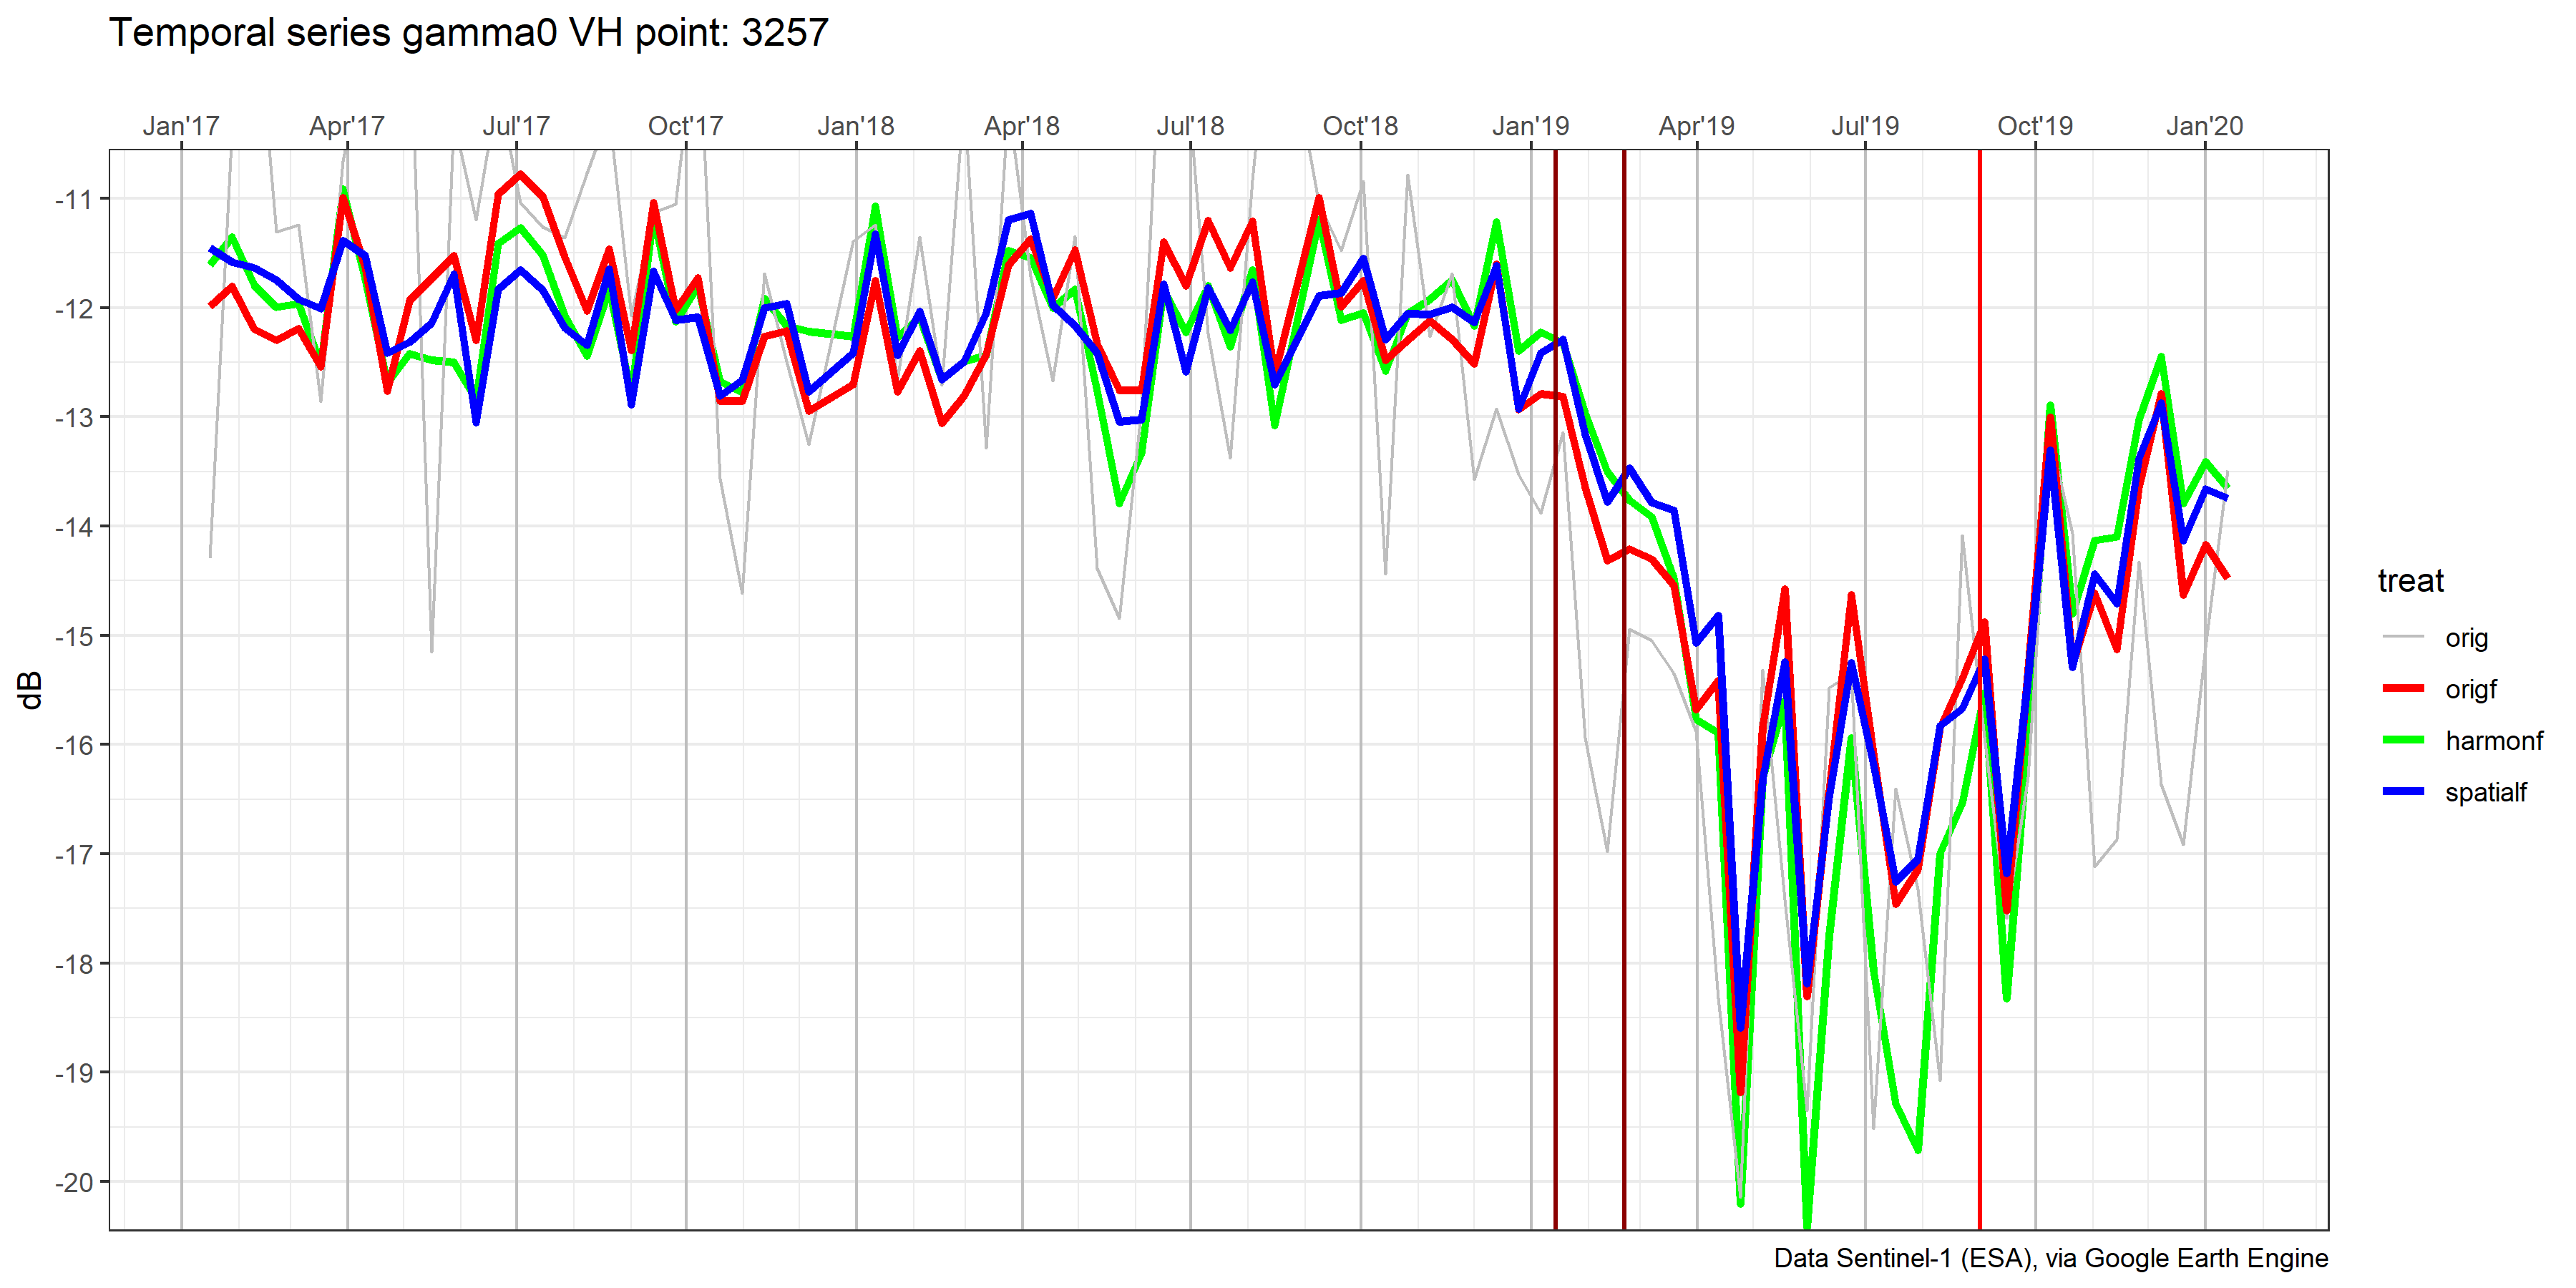 Temporal series gamma0 VH point: 3257
Jan'17 Apr'17 Jul'17 Oct'17 Jan'18 Apr'18 Jul'18 Oct'18 Jan'19 Apr'19 Jul'19 Oct'19 Jan'20
-11
-12
-13
-14
-15
-16
-17
-18
-19
-20
dB
treat
orig
origf
harmonf
spatialf
Data Sentinel-1 (ESA), via Google Earth Engine